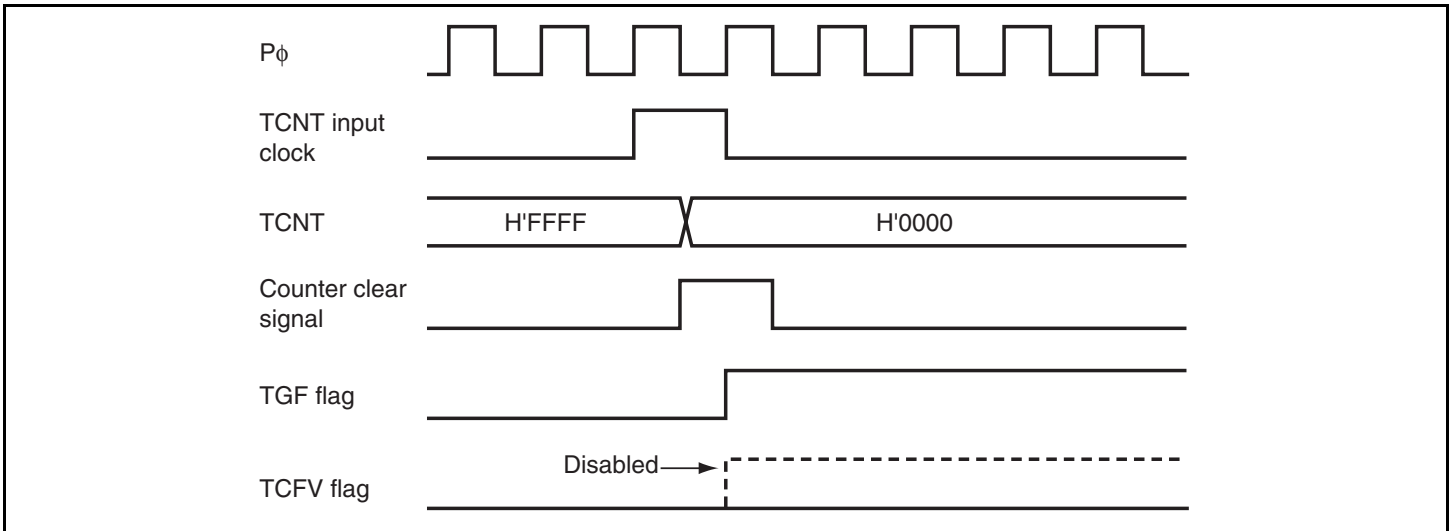 Pϕ
TCNT input
clock
TCNT
H'FFFF
H'0000
Counter clear
signal
TGF flag
Disabled
TCFV flag